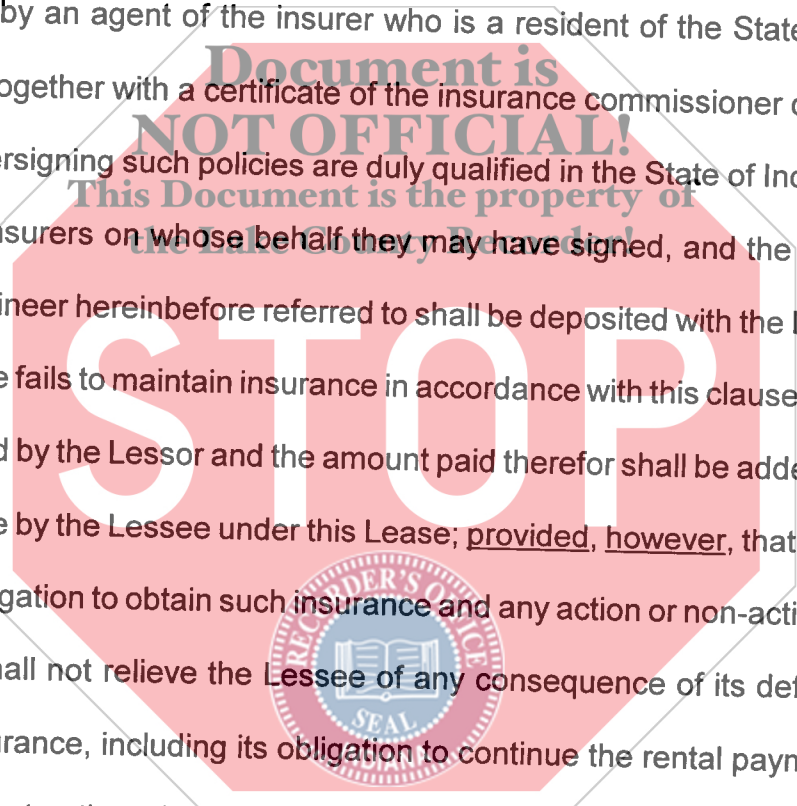 by an agent of the insurer who is a resident of the State
Document is
ogether with a certificate of the insurance commissioner
NOT OFFICIAL!
ersigning such policies are duly qualified in the State of Ind
This Document is the property of
nsurers on whose behalf they may have signed, and the
the Lake County Recorder!
ineer hereinbefore referred to shall be deposited with the
STOP
e fails to maintain insurance in accordance with this clause
d by the Lessor and the amount paid therefor shall be adde
e by the Lessee under this Lease; provided, however, that
RECORDER'S OFFICE
gation to obtain such insurance and any action or non-acti
hall not relieve the Lessee of any consequence of its def
SEAL
urance, including its obligation to continue the rental paym
INDIANA